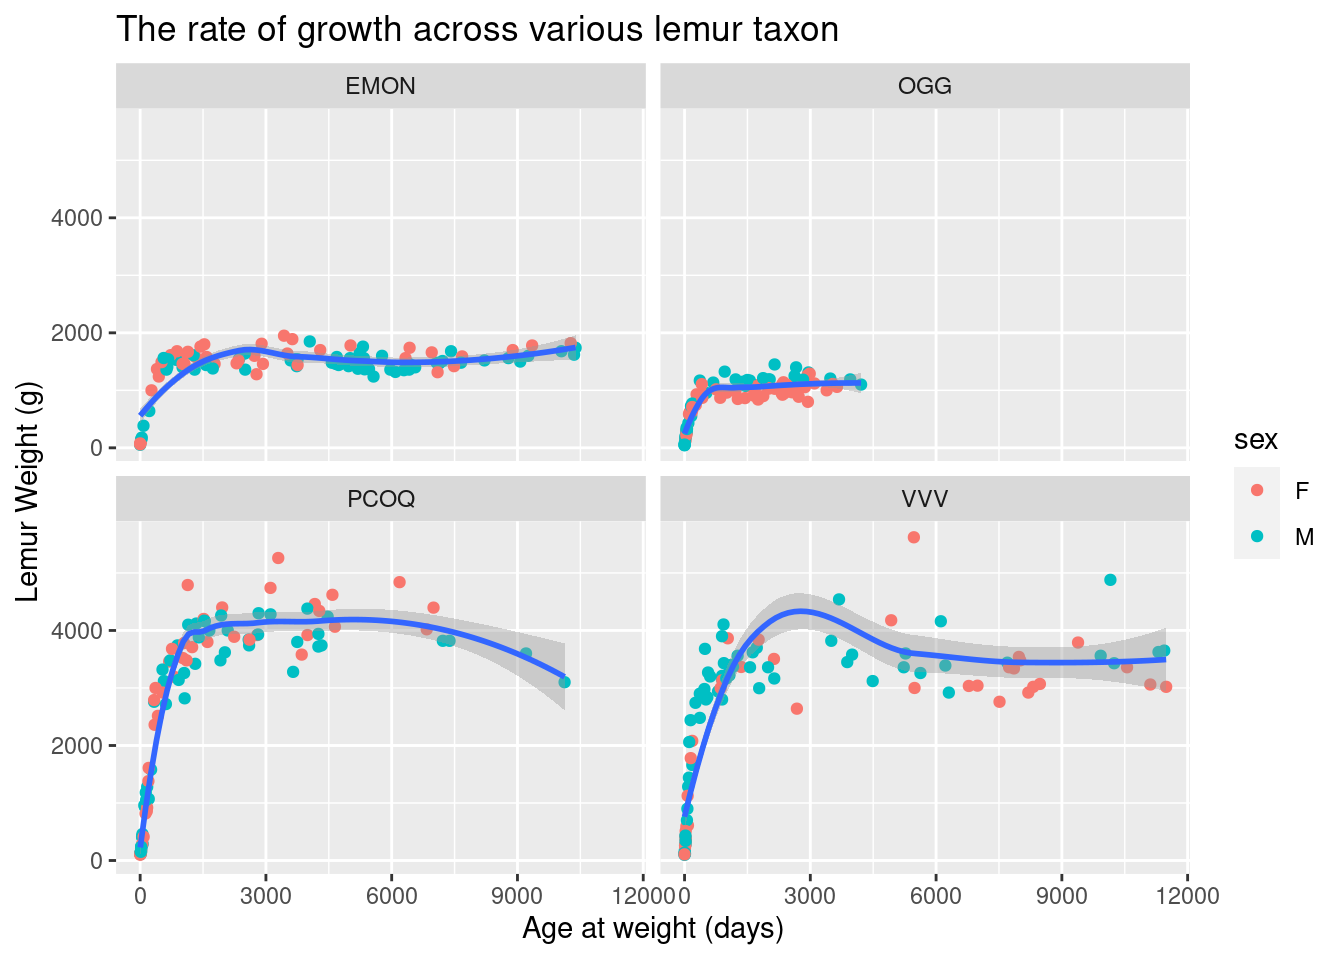 The rate of growth across various lemur taxon
EMON
OGG
4000
2000
0
PCOQ
VVV
4000
2000
0
0 3000 6000 9000 12000
0 3000 6000 9000 12000
Age at weight (days)
Lemur Weight (g)
sex
F
M